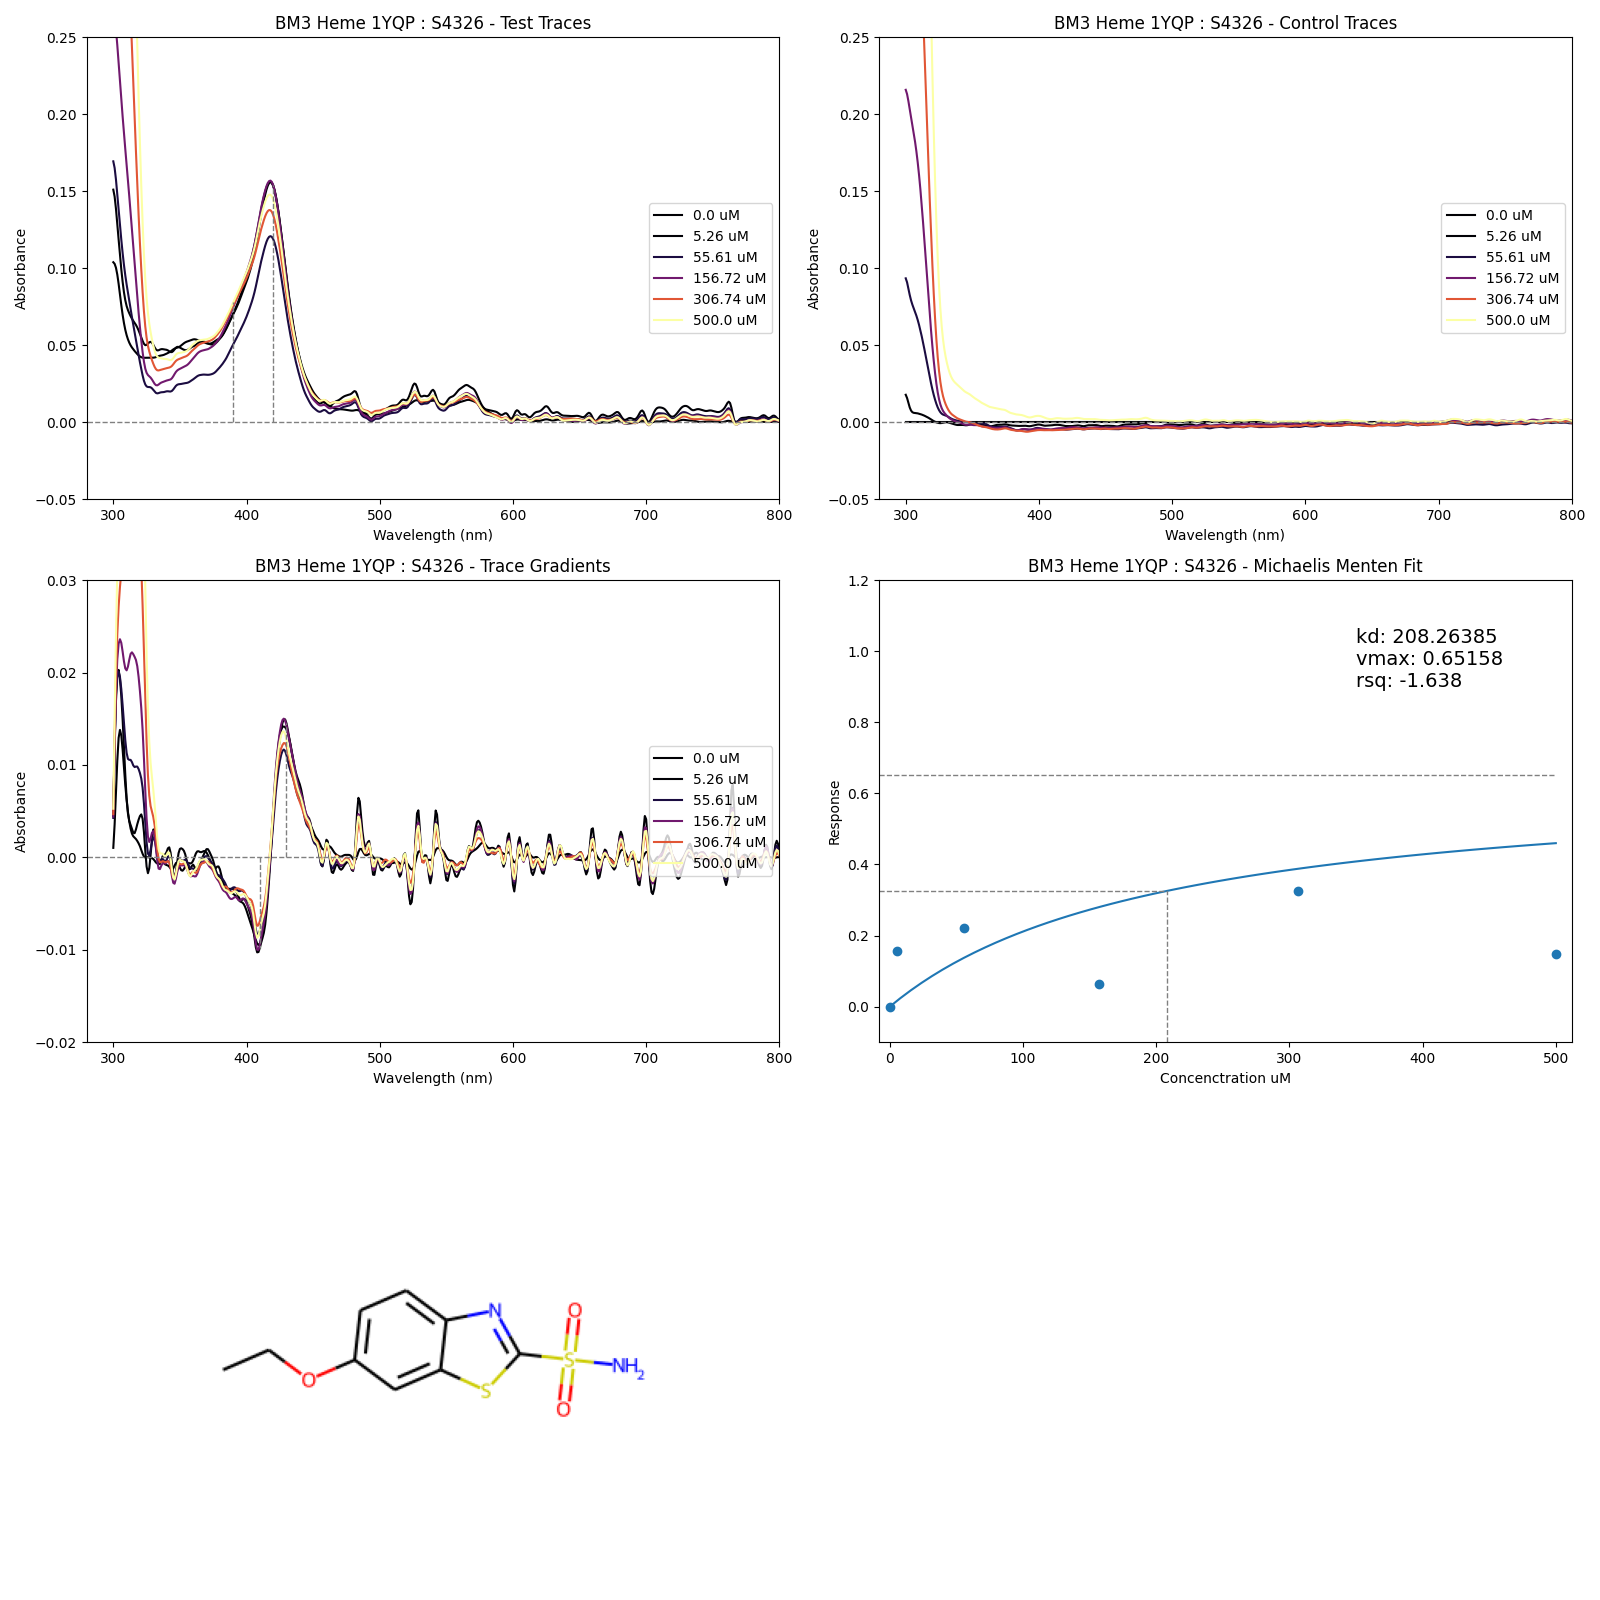 BM3 Heme 1YQP : S4326 - Test Traces
0.25
0.20
0.15
0.10
0.05
0.00
−0.05
Absorbance
300 400 500 600 700 800
Wavelength (nm)
0.0 uM
5.26 uM
55.61 uM
156.72 uM
306.74 uM
500.0 uM
BM3 Heme 1YQP : S4326 - Control Traces
0.25
0.20
0.15
0.10
0.05
0.00
−0.05
Absorbance
300 400 500 600 700 800
Wavelength (nm)
0.0 uM
5.26 uM
55.61 uM
156.72 uM
306.74 uM
500.0 uM
BM3 Heme 1YQP : S4326 - Trace Gradients
0.03
0.02
0.01
0.00
−0.01
−0.02
Absorbance
300 400 500 600 700 800
Wavelength (nm)
0.0 uM
5.26 uM
55.61 uM
156.72 uM
306.74 uM
500.0 uM
BM3 Heme 1YQP : S4326 - Michaelis Menten Fit
1.2
1.0
0.8
0.6
0.4
0.2
0.0
Response
kd: 208.26385
vmax: 0.65158
rsq: -1.638
0 100 200 300 400 500
Concenctration uM
N
O
S
NH2
O
S
O